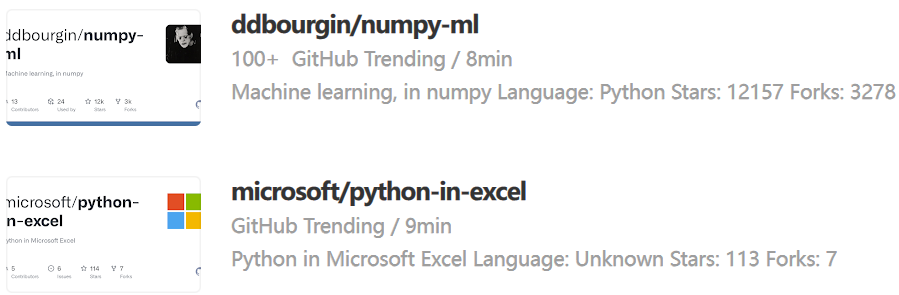 ddbourgin/numpy-
ml
Machine learning, in numpy
13
Contributors
24
Used by
12k
Stars
3k
Forks
ddbourgin/numpy-ml
100+ GitHub Trending / 8min
Machine learning, in numpy Language: Python Stars: 12157 Forks: 3278
microsoft/python-
in-excel
Python in Microsoft Excel
5
Contributors
6
Issues
114
Stars
7
Forks
microsoft/python-in-excel
GitHub Trending / 9min
Python in Microsoft Excel Language: Unknown Stars: 113 Forks: 7